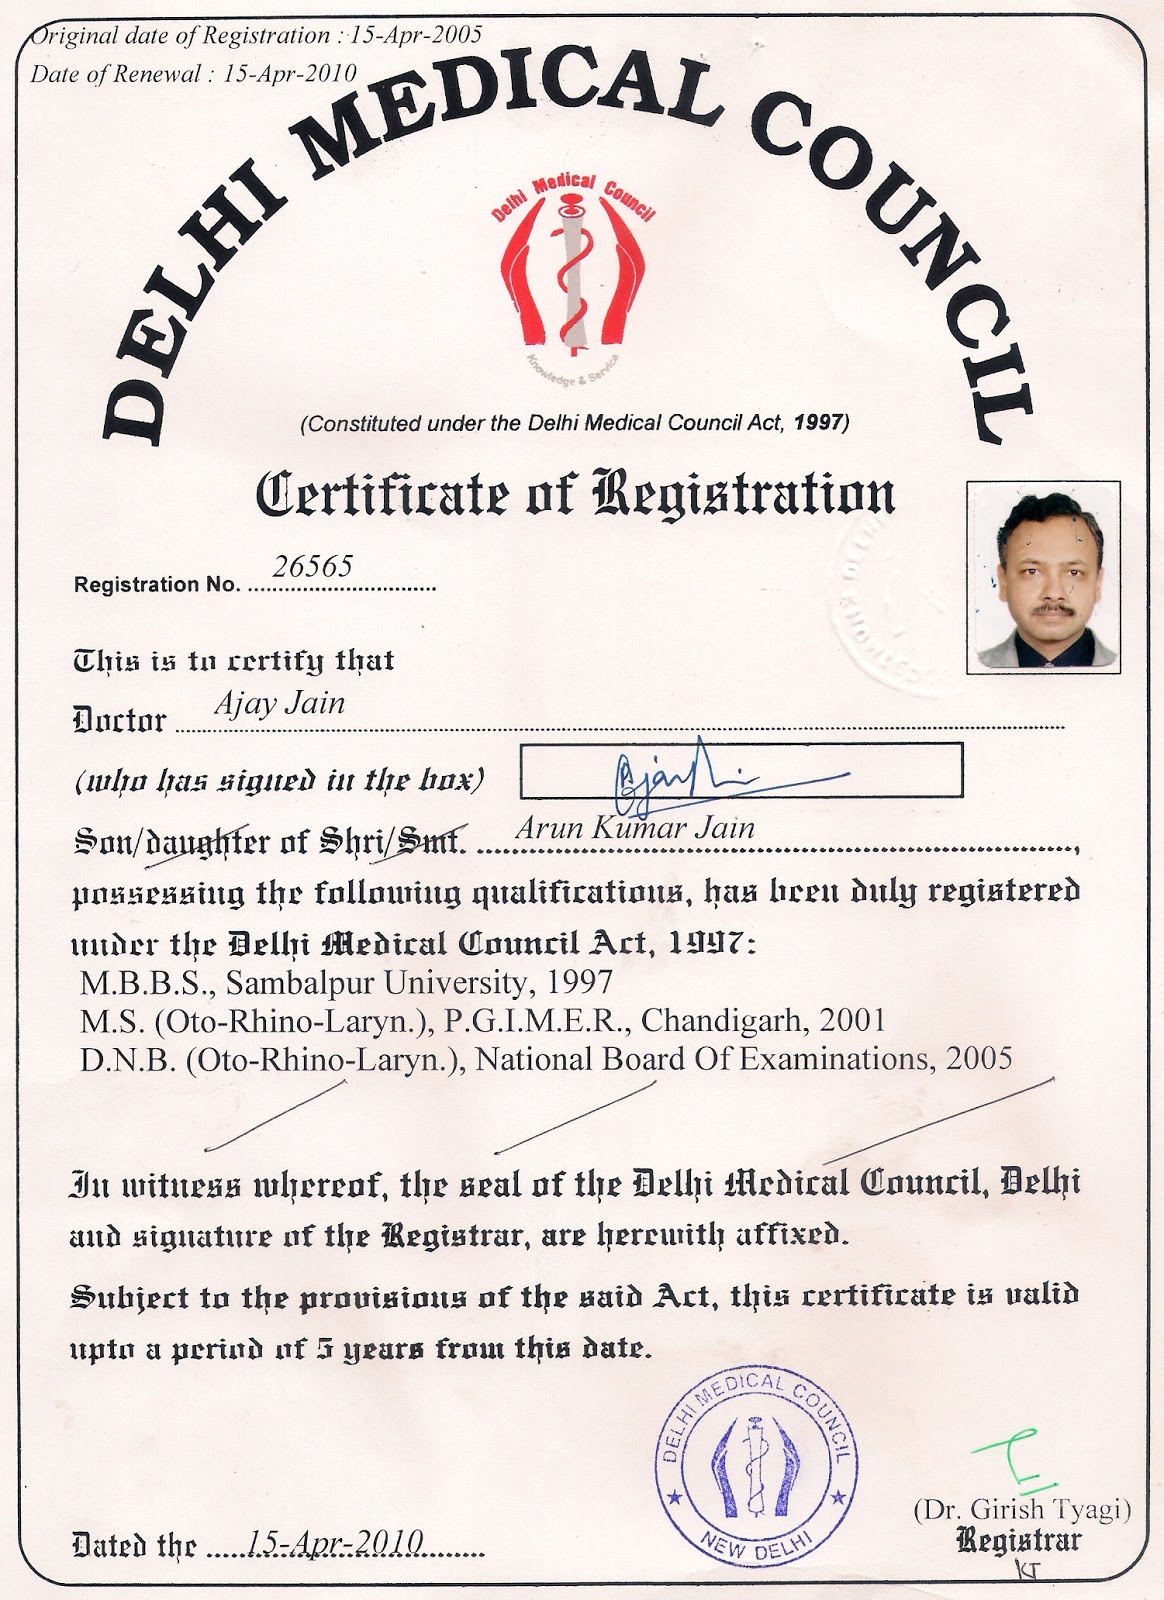 Original date of Registration : 15-Apr-2005
Date of Renewal : 15-Apr-2010
DELHI MEDICAL COUNCIL
Delhi Medical Council
Knowledge & Service
(Constituted under the Delhi Medical Council Act, 1997)
Certificate of Registration
Registration No. 26565
This is to certify that
Doctor Ajay Jain
(who has signed in the box)
Son/daughter of Shri/Smt. Arun Kumar Jain,
possessing the following qualifications, has been duly registered
under the Delhi Medical Council Act, 1997:
M.B.B.S., Sambalpur University, 1997
M.S. (Oto-Rhino-Laryn.), P.G.I.M.E.R., Chandigarh, 2001
D.N.B. (Oto-Rhino-Laryn.), National Board Of Examinations, 2005
In witness whereof, the seal of the Delhi Medical Council, Delhi
and signature of the Registrar, are herewith affixed.
Subject to the provisions of the said Act, this certificate is valid
upto a period of 5 years from this date.
DELHI MEDICAL COUNCIL
NEW DELHI
(Dr. Girish Tyagi)
Registrar
Dated the 15-Apr-2010